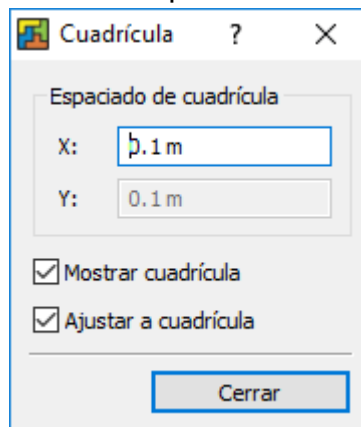 Cuadrícula ?
Espaciado de cuadrícula
X: 0.1 m
Y: 0.1 m
Mostrar cuadrícula
Ajustar a cuadrícula
Cerrar